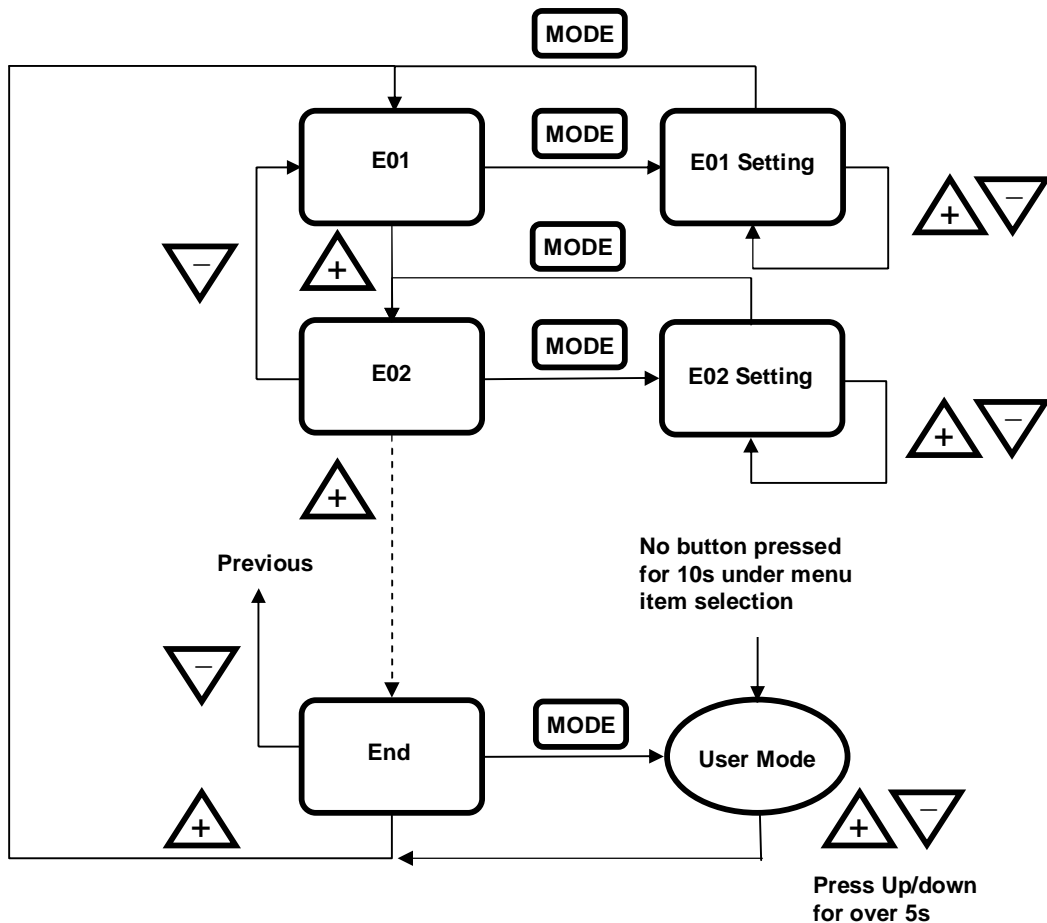 MODE
E01
MODE
E01 Setting
+
−
−
+
MODE
E02
MODE
E02 Setting
+
−
+
No button pressed
for 10s under menu
item selection
Previous
−
End
MODE
User Mode
+
+
−
Press Up/down
for over 5s